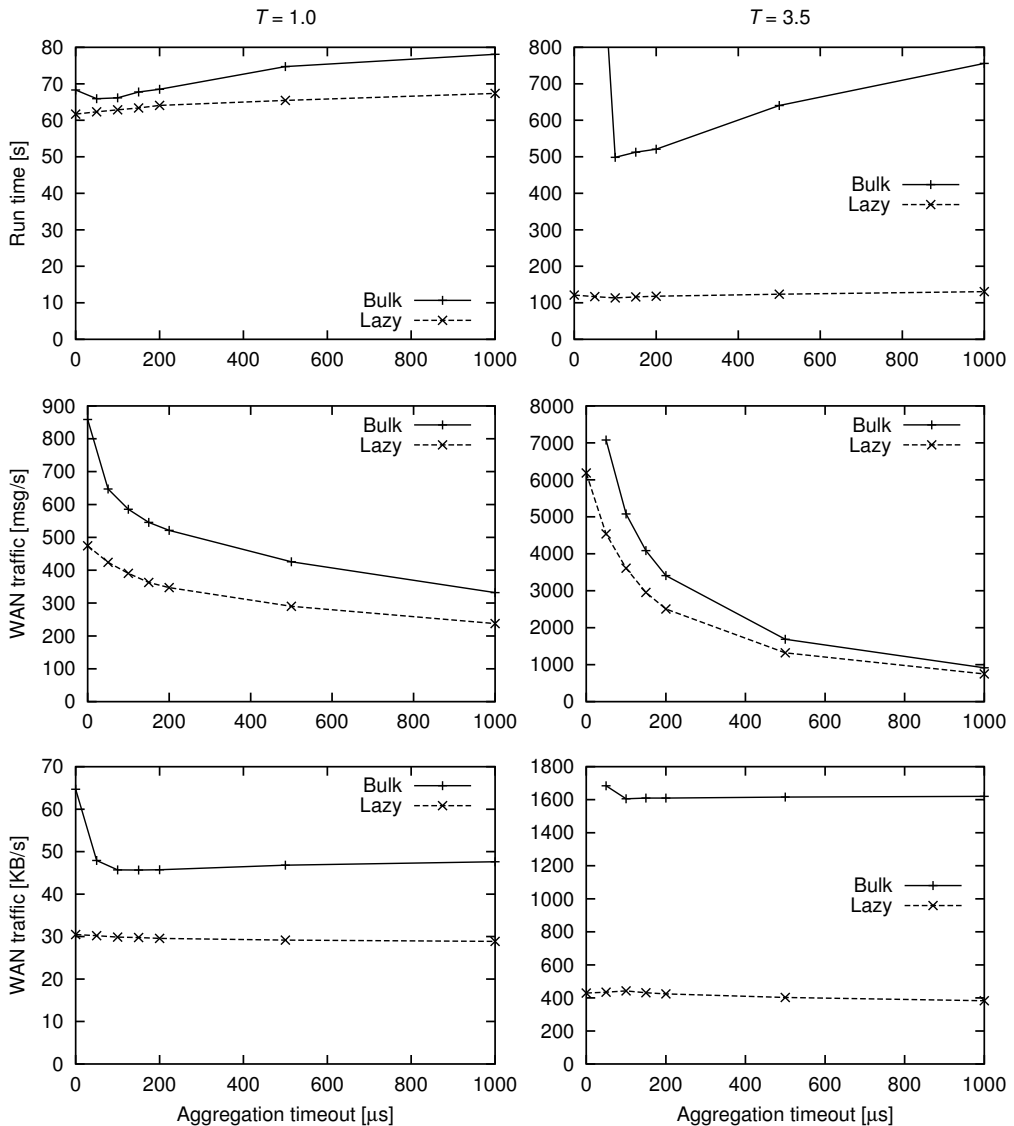 T = 1.0
T = 3.5
Run time [s]
80
70
60
50
40
30
20
10
0
0 200 400 600 800 1000
Bulk
Lazy
800
700
600
500
400
300
200
100
0
0 200 400 600 800 1000
Bulk
Lazy
WAN traffic [msg/s]
900
800
700
600
500
400
300
200
100
0
0 200 400 600 800 1000
Bulk
Lazy
8000
7000
6000
5000
4000
3000
2000
1000
0
0 200 400 600 800 1000
Bulk
Lazy
WAN traffic [KB/s]
70
60
50
40
30
20
10
0
0 200 400 600 800 1000
Aggregation timeout [µs]
Bulk
Lazy
1800
1600
1400
1200
1000
800
600
400
200
0
0 200 400 600 800 1000
Aggregation timeout [µs]
Bulk
Lazy